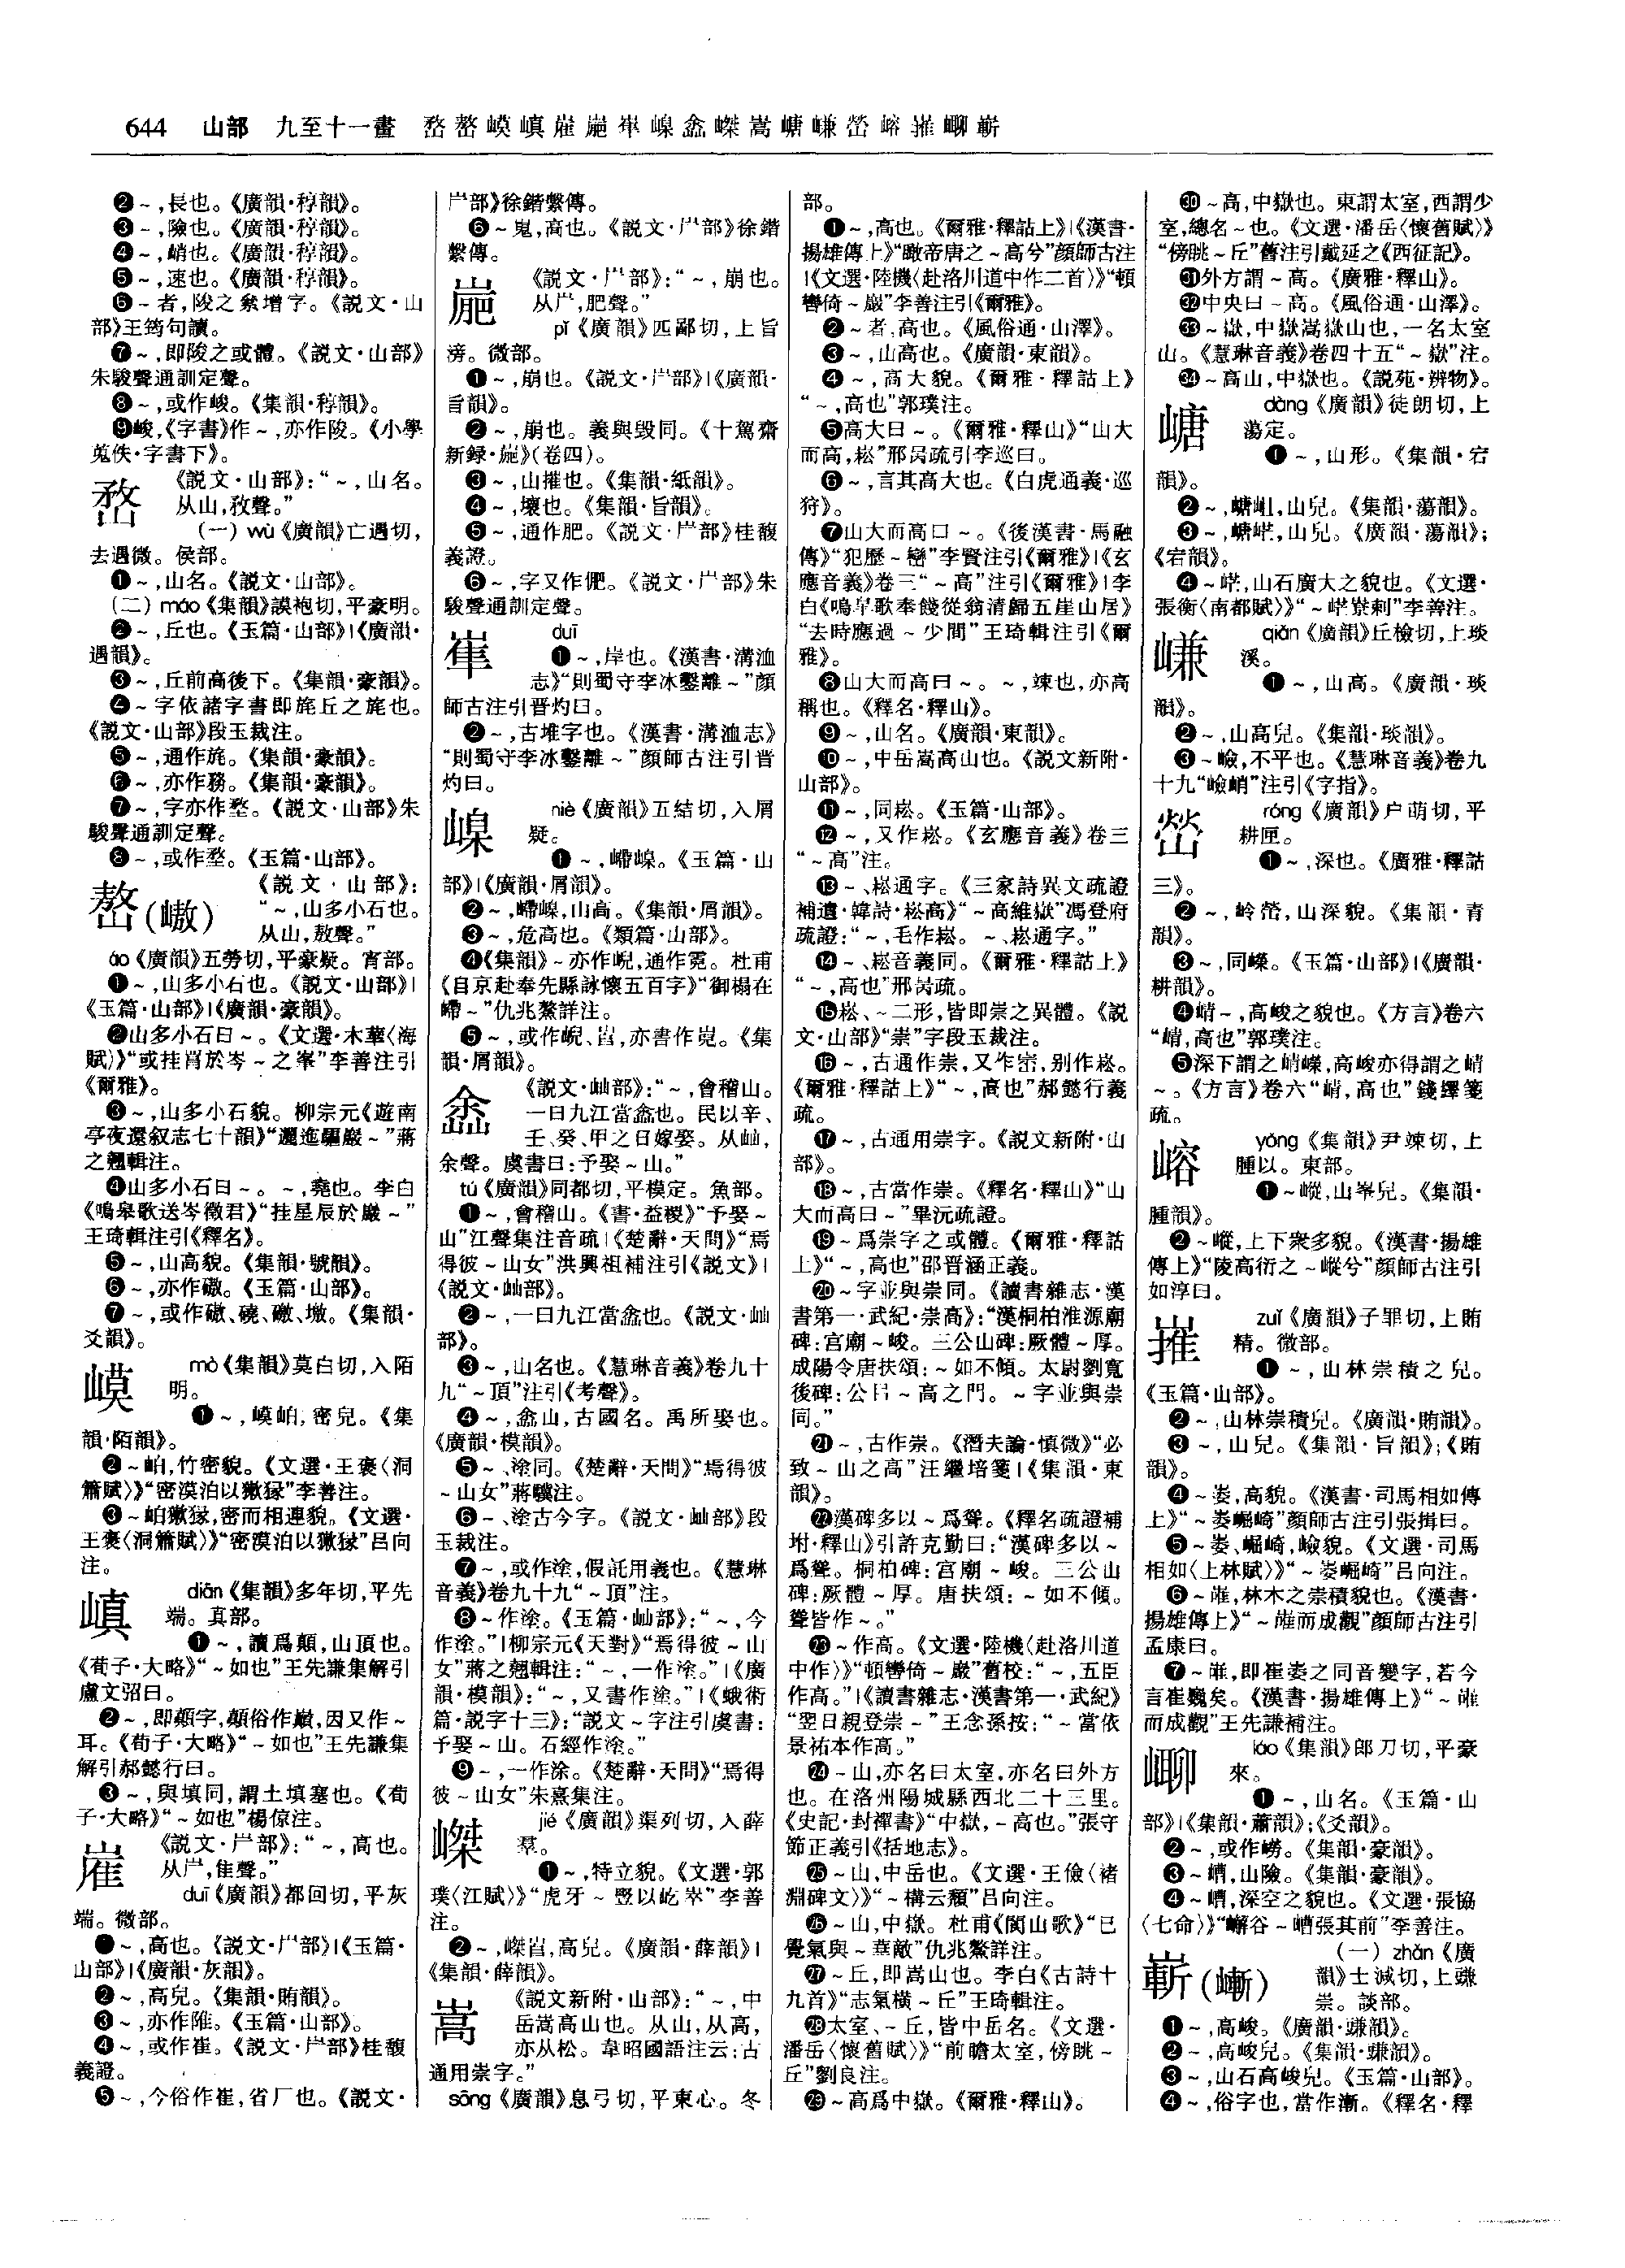 644 山部 九至十一畫 嵍嶅嵮嵟嵞嵥嵩嵣嵰嵤嵱嶊嶄
❷～,長也。《廣韻·稕韻》。
❸～,險也。《廣韻·稕韻》。
❹～,峭也。《廣韻·稕韻》。
❺～,速也。《廣韻·稕韻》。
❻～者,陖之絫增字。《説文·山
部》王筠句讀。
❼～,即陖之或體。《説文·山部》
朱駿聲通訓定聲。
❽～,或作峻。《集韻·稕韻》。
❾峻,《字書》作～,亦作陖。《小學
蒐佚·字書下》。
嵍 《説文·山部》:“～,山名。
从山,敄聲。”
(一) wù《廣韻》亡遇切,
去遇微。侯部。
❶～,山名。《説文·山部》。
(二) máo《集韻》謨袍切,平豪明。
❷～,丘也。《玉篇·山部》|《廣韻·
遇韻》。
❸～,丘前高後下。《集韻·豪韻》。
❹～字依諸字書即旄丘之旄也。
《説文·山部》段玉裁注。
❺～,通作旄。《集韻·豪韻》。
❻～,亦作務。《集韻·豪韻》。
❼～,字亦作堥。《説文·山部》朱
駿聲通訓定聲。
❽～,或作堥。《玉篇·山部》。
嶅(嗷) 《説文·山部》:
“～,山多小石也。
从山,敖聲。”
áo《廣韻》五勞切,平豪疑。宵部。
❶～,山多小石也。《説文·山部》|
《玉篇·山部》|《廣韻·豪韻》。
❷山多小石曰～。《文選·木華〈海
賦〉》“或挂罥於岑～之峯”李善注引
《爾雅》。
❸～,山多小石貌。柳宗元《遊南
亭夜還叙志七十韻》“灑迤驅巖～”蔣
之翹輯注。
❹山多小石曰～。～,堯也。李白
《鳴皋歌送岑徵君》“挂星辰於巖～”
王琦輯注引《釋名》。
❺～,山高貌。《集韻·號韻》。
❻～,亦作磝。《玉篇·山部》。
❼～,或作磝、磽、礉、墩。《集韻·
爻韻》。
mò《集韻》莫白切,入陌
明。
❶～,嵮岶,密皃。《集
韻·陌韻》。
❷～岶,竹密貌。《文選·王褒〈洞
簫賦〉》“密漠泊以獥猭”李善注。
❸～岶獥猭,密而相連貌。《文選·
王褒〈洞簫賦〉》“密漠泊以獥猭”吕向
注。
嵮 diān《集韻》多年切,平先
端。真部。
❶～,讀爲顛,山頂也。
《荀子·大略》“～如也”王先謙集解引
盧文弨曰。
❷～,即顛字,顛俗作巔,因又作～
耳。《荀子·大略》“～如也”王先謙集
解引郝懿行曰。
❸～,與填同,謂土填塞也。《荀
子·大略》“～如也”楊倞注。
《説文·屵部》:“～,高也。
从屵,隹聲。”
duī《廣韻》都回切,平灰
端。微部。
❶～,高也。《説文·屵部》|《玉篇·
山部》|《廣韻·灰韻》。
❷～,高皃。《集韻·賄韻》。
❸～,亦作陮。《玉篇·山部》。
❹～,或作崔。《説文·屵部》桂馥
義證。
❺～,今俗作崔,省厂也。《説文·
屵部》徐鍇繫傳。
❻～嵬,高也。《説文·屵部》徐鍇
繫傳。
《説文·屵部》:“～,崩也。
从屵,肥聲。”
pǐ《廣韻》匹鄙切,上旨
滂。微部。
❶～,崩也。《説文·屵部》|《廣韻·
旨韻》。
❷～,崩也。義與毁同。《十駕齋
新録·嶏》(卷四)。
❸～,山摧也。《集韻·紙韻》。
❹～,壞也。《集韻·旨韻》。
❺～,通作肥。《説文·屵部》桂馥
義證。
❻～,字又作㔈。《説文·屵部》朱
駿聲通訓定聲。
duī
❶～,岸也。《漢書·溝洫
志》“則蜀守李冰鑿離～”顔
師古注引晋灼曰。
❷～,古堆字也。《漢書·溝洫志》
“則蜀守李冰鑿離～”顔師古注引晋
灼曰。
嵲 niè《廣韻》五結切,入屑
疑。
❶～,嵽嵲。《玉篇·山
部》|《廣韻·屑韻》。
❷～,嵽嵲,山高。《集韻·屑韻》。
❸～,危高也。《類篇·山部》。
❹《集韻》～亦作峴,通作霓。杜甫
《自京赴奉先縣詠懷五百字》“御榻在
嵽～”仇兆鰲詳注。
❺～,或作峴、峊,亦書作嵬。《集
韻·屑韻》。
嵞 《説文·屾部》:“～,會稽山。
一曰九江當嵞也。民以辛、
壬、癸、甲之日嫁娶。从屾,
余聲。虞書曰:予娶～山。”
tú《廣韻》同都切,平模定。魚部。
❶～,會稽山。《書·益稷》“予娶～
山”江聲集注音疏|《楚辭·天問》“焉
得彼～山女”洪興祖補注引《説文》|
《説文·屾部》。
❷～,一曰九江當嵞也。《説文·屾
部》。
❸～,山名也。《慧琳音義》卷九十
九“～頂”注引《考聲》。
❹～,嵞山,古國名。禹所娶也。
《廣韻·模韻》。
❺～、塗同。《楚辭·天問》“焉得彼
～山女”蔣驥注。
❻～、塗古今字。《説文·屾部》段
玉裁注。
❼～,或作塗,假託用義也。《慧琳
音義》卷九十九“～頂”注。
❽～作塗。《玉篇·屾部》:“～,今
作塗。”|柳宗元《天對》“焉得彼～山
女”蔣之翹輯注:“～,一作塗。”|《廣
韻·模韻》:“～,又書作嵞。”|《蛾術
篇·説字十三》:“説文～字注引虞書:
予娶～山。石經作塗。”
❾～,一作塗。《楚辭·天問》“焉得
彼～山女”朱熹集注。
嵥 jié《廣韻》渠列切,入薛
羣。
❶～,特立貌。《文選·郭
璞〈江賦〉》“虎牙～豎以屹崒”李善
注。
❷～,嵥峊,高皃。《廣韻·薛韻》|
《集韻·薛韻》。
嵩 《説文新附·山部》:“～,中
岳嵩高山也。从山,从高,
亦从松。韋昭國語注云:古
通用崇字。”
sōng《廣韻》息弓切,平東心。冬
部。
❶～,高也。《爾雅·釋詁上》|《漢書·
揚雄傳上》“瞰帝唐之～高兮”顔師古注
|《文選·陸機〈赴洛川道中作二首〉》“頓
轡倚～巖”李善注引《爾雅》。
❷～者,高也。《風俗通·山澤》。
❸～,山高也。《廣韻·東韻》。
❹～,高大貌。《爾雅·釋詁上》
“～,高也”郭璞注。
❺高大曰～。《爾雅·釋山》“山大
而高,崧”邢昺疏引李巡曰。
❻～,言其高大也。《白虎通義·巡
狩》。
❼山大而高曰～。《後漢書·馬融
傳》“犯歷～巒”李賢注引《爾雅》|《玄
應音義》卷三“～高”注引《爾雅》|李
白《鳴皋歌奉餞從翁清歸五崖山居》
“去時應過～少間”王琦輯注引《爾
雅》。
❽山大而高曰～。～,竦也,亦高
稱也。《釋名·釋山》。
❾～,山名。《廣韻·東韻》。
❿～,中岳嵩高山也。《説文新附·
山部》。
⓫～,同崧。《玉篇·山部》。
⓬～,又作崧。《玄應音義》卷三
“～高”注。
⓭～、崧通字。《三家詩異文疏證
補遺·韓詩·崧高》“～高維嶽”馮登府
疏證:“～,毛作崧。～、崧通字。”
⓮～、崧音義同。《爾雅·釋詁上》
“～,高也”邢昺疏。
⓯崧、～二形,皆即崇之異體。《説
文·山部》“崇”字段玉裁注。
⓰～,古通作崇,又作崈,别作崧。
《爾雅·釋詁上》“～,高也”郝懿行義
疏。
⓱～,古通用崇字。《説文新附·山
部》。
⓲～,古當作崇。《釋名·釋山》“山
大而高曰～”畢沅疏證。
⓳～爲崇字之或體。《爾雅·釋詁
上》“～,高也”邵晋涵正義。
⓴～字並與崇同。《讀書雜志·漢
書第一·武紀·崇高》:“漢桐柏淮源廟
碑:宫廟～峻。三公山碑:厥體～厚。
成陽令唐扶頌:～如不傾。太尉劉寬
後碑:公曰～高之門。～字並與崇
同。”
㉑～,古作崇。《潛夫論·慎微》“必
致～山之高”汪繼培箋|《集韻·東
韻》。
㉒漢碑多以～爲聳。《釋名疏證補
坿·釋山》引許克勤曰:“漢碑多以～
爲聳。桐柏碑:宫廟～峻。三公山
碑:厥體～厚。唐扶頌:～如不傾。
聳皆作～。”
㉓～作高。《文選·陸機〈赴洛川道
中作〉》“頓轡倚～巖”舊校:“～,五臣
作高。”|《讀書雜志·漢書第一·武紀》
“翌日親登崇～”王念孫按:“～當依
景祐本作高。”
㉔～山,亦名曰太室,亦名曰外方
也。在洛州陽城縣西北二十三里。
《史記·封禪書》“中嶽,～高也。”張守
節正義引《括地志》。
㉕～山,中岳也。《文選·王儉〈褚
淵碑文〉》“～構云頹”吕向注。
㉖～山,中嶽。杜甫《閬山歌》“已
覺氣與～華敵”仇兆鰲詳注。
㉗～丘,即嵩山也。李白《古詩十
九首》“志氣横～丘”王琦輯注。
㉘太室、～丘,皆中岳名。《文選·
潘岳〈懷舊賦〉》“前瞻太室,傍眺～
丘”劉良注。
㉙～高爲中嶽。《爾雅·釋山》。
㉚～高,中嶽也。東謂太室,西謂少
室,總名～也。《文選·潘岳〈懷舊賦〉》
“傍眺～丘”舊注引戴延之《西征記》。
㉛外方謂～高。《廣雅·釋山》。
㉜中央曰～高。《風俗通·山澤》。
㉝～嶽,中嶽嵩嶽山也,一名太室
山。《慧琳音義》卷四十五“～嶽”注。
㉞～高山,中嶽也。《説苑·辨物》。
嵣 dàng《廣韻》徒朗切,上
蕩定。
❶～,山形。《集韻·宕
韻》。
❷～,嵣㟐,山皃。《集韻·蕩韻》。
❸～,嵣㟐,山皃。《廣韻·蕩韻》;
《宕韻》。
❹～㟐,山石廣大之貌也。《文選·
張衡〈南都賦〉》“～㟐嶚剌”李善注。
嵰 qiǎn《廣韻》丘檢切,上琰
溪。
❶～,山高。《廣韻·琰
韻》。
❷～,山高皃。《集韻·琰韻》。
❸～嶮,不平也。《慧琳音義》卷九
十九“嶮峭”注引《字指》。
嵤 róng《廣韻》户萌切,平
耕匣。
❶～,深也。《廣雅·釋詁
三》。
❷～,岭嵤,山深貌。《集韻·青
韻》。
❸～,同嶸。《玉篇·山部》|《廣韻·
耕韻》。
❹崝～,高峻之貌也。《方言》卷六
“崝,高也”郭璞注。
❺深下謂之崝嶸,高峻亦得謂之崝
～。《方言》卷六“崝,高也”錢繹箋
疏。
嵱 yǒng《集韻》尹竦切,上
腫以。東部。
❶～嵷,山峯皃。《集韻·
腫韻》。
❷～嵷,上下衆多貌。《漢書·揚雄
傳上》“陵高衍之～嵷兮”顔師古注引
如淳曰。
嶊 zuǐ《廣韻》子罪切,上賄
精。微部。
❶～,山林崇積之皃。
《玉篇·山部》。
❷～,山林崇積皃。《廣韻·賄韻》。
❸～,山皃。《集韻·旨韻》;《賄
韻》。
❹～崣,高貌。《漢書·司馬相如傳
上》“～崣崛崎”顔師古注引張揖曰。
❺～崣、崛崎,嶮貌。《文選·司馬
相如〈上林賦〉》“～崣崛崎”吕向注。
❻～嶉,林木之崇積貌也。《漢書·
揚雄傳上》“～嶉而成觀”顔師古注引
孟康曰。
❼～嶉,即崔崣之同音變字,若今
言崔巍矣。《漢書·揚雄傳上》“～嶉
而成觀”王先謙補注。
láo《集韻》郎刀切,平豪
來。
❶～,山名。《玉篇·山
部》|《集韻·蕭韻》;《爻韻》。
❷～,或作嶗。《集韻·豪韻》。
❸～嶆,山險。《集韻·豪韻》。
❹～嶆,深空之貌也。《文選·張協
〈七命〉》“嶰谷～嶆張其前”李善注。
嶄(嶃) (一) zhǎn《廣
韻》士減切,上豏
崇。談部。
❶～,高峻。《廣韻·豏韻》。
❷～,高峻皃。《集韻·豏韻》。
❸～,山石高峻皃。《玉篇·山部》。
❹～,俗字也,當作漸。《釋名·釋